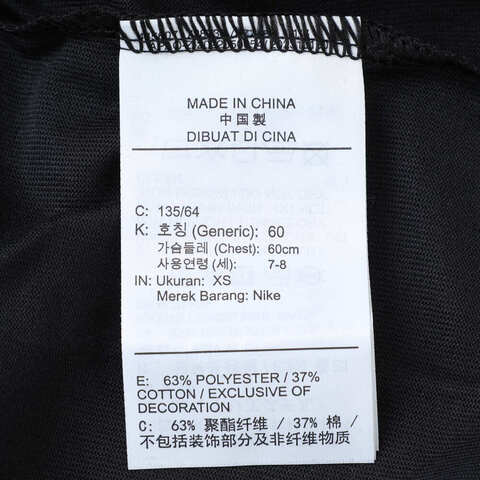 MADE IN CHINA
中国製
DIBUAT DI CINA
C: 135/64
K: 호칭 (Generic): 60
가슴들레 (Chest): 60cm
사용연령 (세): 7-8
IN: Ukuran: XS
Merek Barang: Nike
E: 63% POLYESTER / 37%
COTTON / EXCLUSIVE OF
DECORATION
C: 63% 聚酯纤维 / 37% 棉 /
不包括装饰部分及非纤维物质